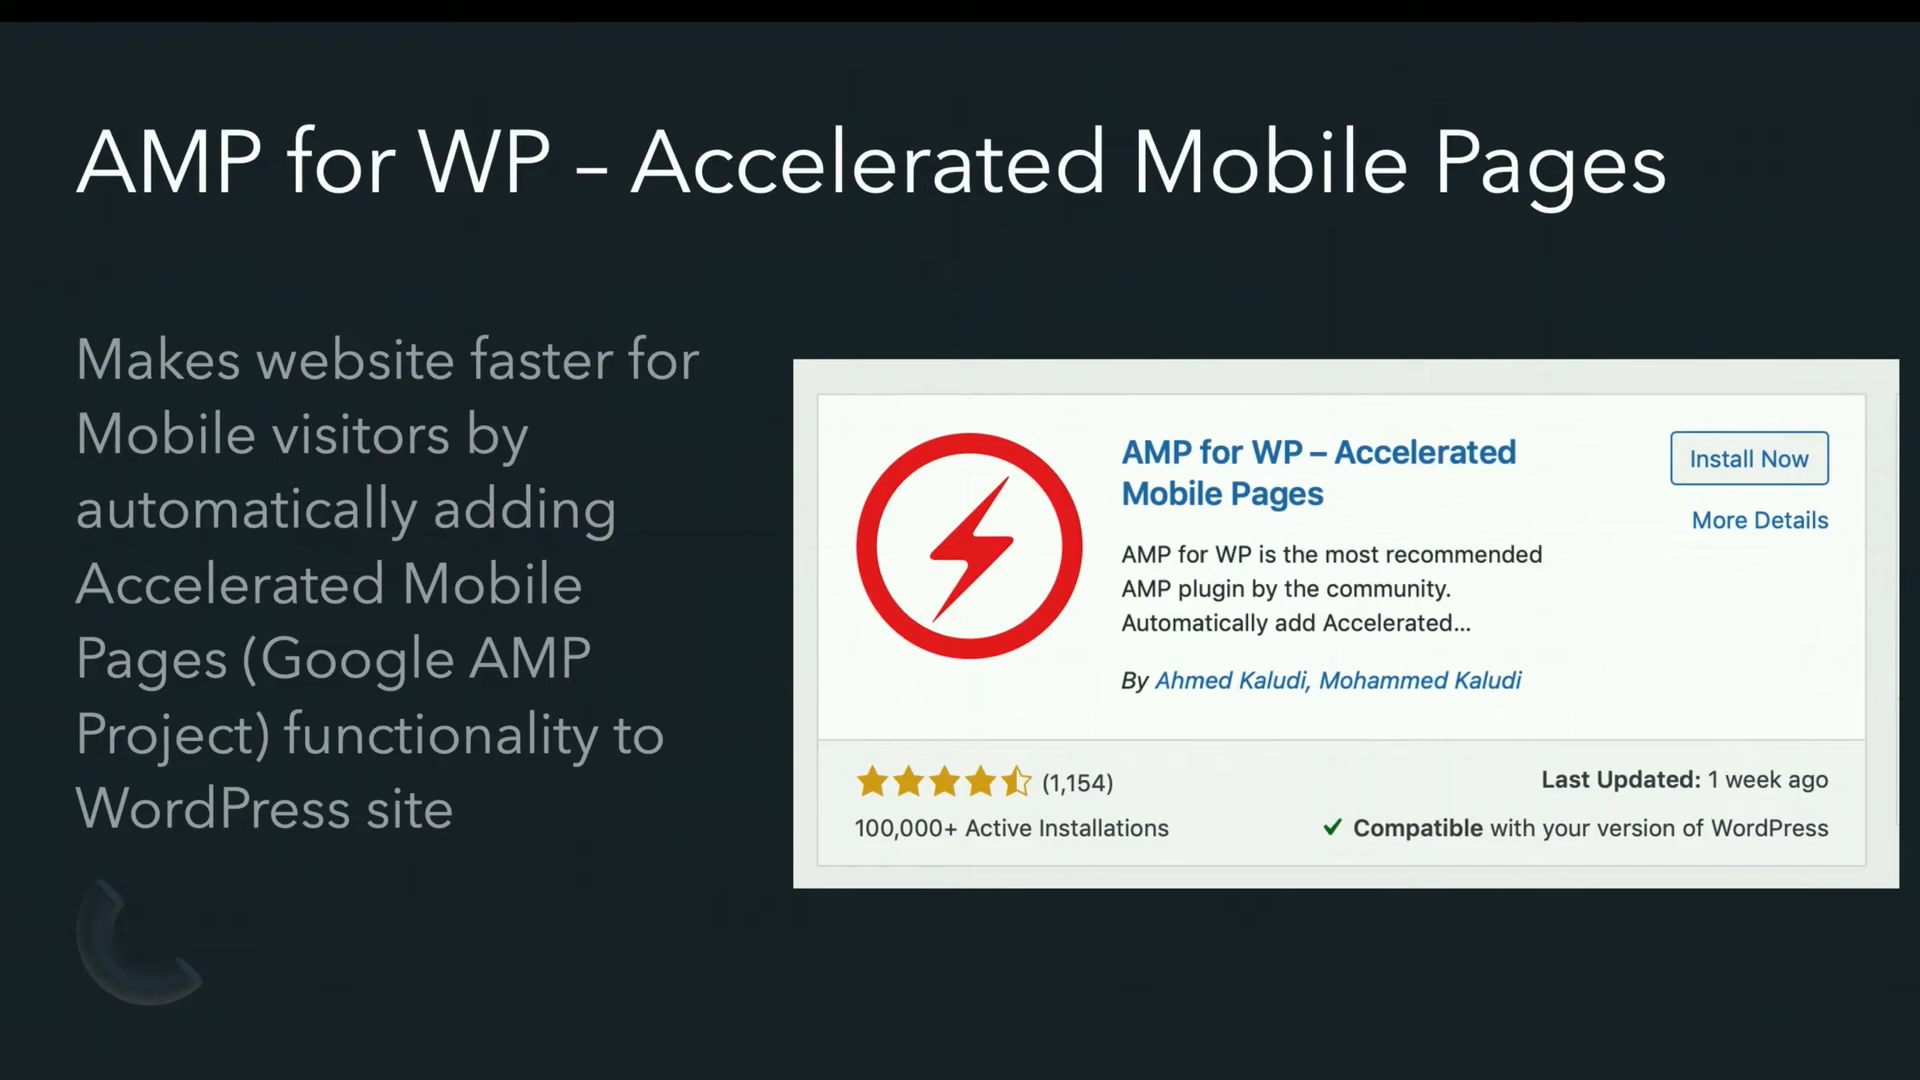 AMP for WP – Accelerated Mobile Pages
Makes website faster for
Mobile visitors by
automatically adding
Accelerated Mobile
Pages (Google AMP
Project) functionality to
WordPress site
AMP for WP – Accelerated
Mobile Pages
Install Now
More Details
AMP for WP is the most recommended
AMP plugin by the community.
Automatically add Accelerated...
By Ahmed Kaludi, Mohammed Kaludi
(1,154)
Last Updated: 1 week ago
100,000+ Active Installations
Compatible with your version of WordPress